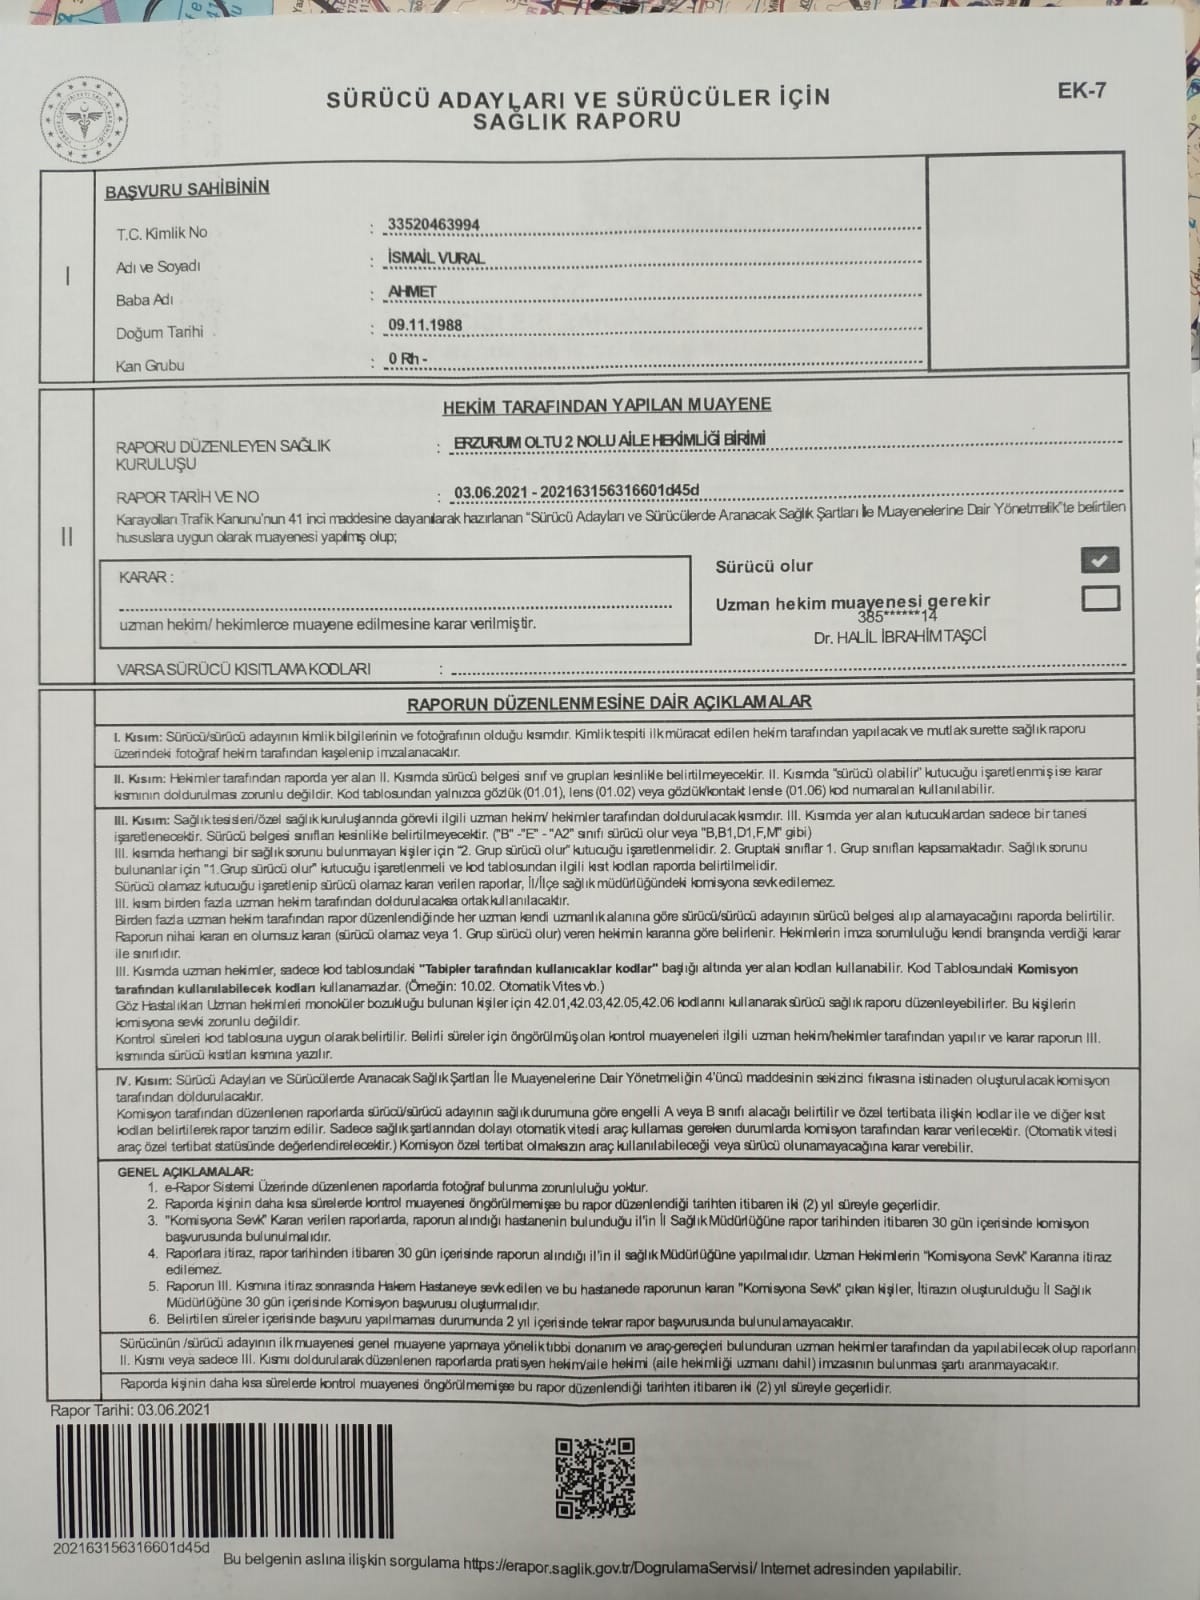 SÜRÜCÜ ADAYLARI VE SÜRÜCÜLER İÇİN
SAĞLIK RAPORU
EK-7
BAŞVURU SAHİBİNİN
I
T.C. Kimlik No : 33520463994
Adı ve Soyadı : İSMAİL VURAL
Baba Adı : AHMET
Doğum Tarihi : 09.11.1988
Kan Grubu : 0 Rh -
II
HEKİM TARAFINDAN YAPILAN MUAYENE
RAPORU DÜZENLEYEN SAĞLIK
KURULUŞU : ERZURUM OLTU 2 NOLU AİLE HEKİMLİĞİ BİRİMİ
RAPOR TARİH VE NO : 03.06.2021 - 202163156316601d45d
Karayolları Trafik Kanunu'nun 41 inci maddesine dayanılarak hazırlanan "Sürücü Adayları ve Sürücülerde Aranacak Sağlık Şartları İle Muayenelerine Dair Yönetmelik"te belirtilen
hususlara uygun olarak muayenesi yapılmış olup;
KARAR :
uzman hekim/ hekimlerce muayene edilmesine karar verilmiştir.
Sürücü olur
Uzman hekim muayenesi gerekir
385******14
Dr. HALİL İBRAHİM TAŞCİ
VARSA SÜRÜCÜ KISITLAMA KODLARI :
RAPORUN DÜZENLENMESİNE DAİR AÇIKLAMALAR
I. Kısım: Sürücü/sürücü adayının kimlik bilgilerinin ve fotoğrafının olduğu kısımdır. Kimlik tespiti ilk müracat edilen hekim tarafından yapılacak ve mutlak surette sağlık raporu
üzerindeki fotoğraf hekim tarafından kaşelenip imzalanacaktır.
II. Kısım: Hekimler tarafından raporda yer alan II. Kısımda sürücü belgesi sınıf ve grupları kesinlikle belirtilmeyecektir. II. Kısımda "sürücü olabilir" kutucuğu işaretlenmiş ise karar
kısmının doldurulması zorunlu değildir. Kod tablosundan yalnızca gözlük (01.01), lens (01.02) veya gözlük/kontakt lensle (01.06) kod numaraları kullanılabilir.
III. Kısım: Sağlık tesisleri/özel sağlık kuruluşlarında görevli ilgili uzman hekim/ hekimler tarafından doldurulacak kısımdır. III. Kısımda yer alan kutucuklardan sadece bir tanesi
işaretlenecektir. Sürücü belgesi sınıfları kesinlikle belirtilmeyecektir. ("B" -"E" - "A2" sınıfı sürücü olur veya "B,B1,D1,F,M" gibi)
III. kısımda herhangi bir sağlık sorunu bulunmayan kişiler için "2. Grup sürücü olur" kutucuğu işaretlenmelidir. 2. Gruptaki sınıflar 1. Grup sınıfları kapsamaktadır. Sağlık sorunu
bulunanlar için "1.Grup sürücü olur" kutucuğu işaretlenmeli ve kod tablosundan ilgili kısıt kodları raporda belirtilmelidir.
Sürücü olamaz kutucuğu işaretlenip sürücü olamaz kararı verilen raporlar, İl/İlçe sağlık müdürlüğündeki komisyona sevk edilemez.
III. kısım birden fazla uzman hekim tarafından doldurulacaksa ortak kullanılacaktır.
Birden fazla uzman hekim tarafından rapor düzenlendiğinde her uzman kendi uzmanlık alanına göre sürücü/sürücü adayının sürücü belgesi alıp alamayacağını raporda belirtilir.
Raporun nihai kararı en olumsuz kararı (sürücü olamaz veya 1. Grup sürücü olur) veren hekimin kararına göre belirlenir. Hekimlerin imza sorumluluğu kendi branşında verdiği karar
ile sınırlıdır.
III. Kısımda uzman hekimler, sadece kod tablosundaki "Tabipler tarafından kullanıcaklar kodlar" başlığı altında yer alan kodları kullanabilir. Kod Tablosundaki Komisyon
tarafından kullanılabilecek kodları kullanamazlar. (Örneğin: 10.02. Otomatik Vites vb.)
Göz Hastalıkları Uzman hekimleri monoküler bozukluğu bulunan kişiler için 42.01,42.03,42.05,42.06 kodlarını kullanarak sürücü sağlık raporu düzenleyebilirler. Bu kişilerin
komisyona sevki zorunlu değildir.
Kontrol süreleri kod tablosuna uygun olarak belirtilir. Belirli süreler için öngörülmüş olan kontrol muayeneleri ilgili uzman hekim/hekimler tarafından yapılır ve karar raporun III.
kısmında sürücü kısıtları kısmına yazılır.
IV. Kısım: Sürücü Adayları ve Sürücülerde Aranacak Sağlık Şartları İle Muayenelerine Dair Yönetmeliğin 4'üncü maddesinin sekizinci fıkrasına istinaden oluşturulacak komisyon
tarafından doldurulacaktır.
Komisyon tarafından düzenlenen raporlarda sürücü/sürücü adayının sağlık durumuna göre engelli A veya B sınıfı alacağı belirtilir ve özel tertibata ilişkin kodlar ile ve diğer kısıt
kodları belirtilerek rapor tanzim edilir. Sadece sağlık şartlarından dolayı otomatik vitesli araç kullaması gereken durumlarda komisyon tarafından karar verilecektir. (Otomatik vitesli
araç özel tertibat statüsünde değerlendirelecektir.) Komisyon özel tertibat olmaksızın araç kullanılabileceği veya sürücü olunamayacağına karar verebilir.
GENEL AÇIKLAMALAR:
1. e-Rapor Sistemi Üzerinde düzenlenen raporlarda fotoğraf bulunma zorunluluğu yoktur.
2. Raporda kişinin daha kısa sürelerde kontrol muayenesi öngörülmemişse bu rapor düzenlendiği tarihten itibaren iki (2) yıl süreyle geçerlidir.
3. "Komisyona Sevk" Kararı verilen raporlarda, raporun alındığı hastanenin bulunduğu il'in İl Sağlık Müdürlüğüne rapor tarihinden itibaren 30 gün içerisinde komisyon
başvurusunda bulunulmalıdır.
4. Raporlara itiraz, rapor tarihinden itibaren 30 gün içerisinde raporun alındığı il'in il sağlık Müdürlüğüne yapılmalıdır. Uzman Hekimlerin "Komisyona Sevk" Kararına itiraz
edilemez.
5. Raporun III. Kısmına itiraz sonrasında Hakem Hastaneye sevk edilen ve bu hastanede raporunun kararı "Komisyona Sevk" çıkan kişiler, İtirazın oluşturulduğu İl Sağlık
Müdürlüğüne 30 gün içerisinde Komisyon başvurusu oluşturmalıdır.
6. Belirtilen süreler içerisinde başvuru yapılmaması durumunda 2 yıl içerisinde tekrar rapor başvurusunda bulunulamayacaktır.
Sürücünün /sürücü adayının ilk muayenesi genel muayene yapmaya yönelik tıbbi donanım ve araç-gereçleri bulunduran uzman hekimler tarafından da yapılabilecek olup raporların
II. Kısmı veya sadece III. Kısmı doldurularak düzenlenen raporlarda pratisyen hekim/aile hekimi (aile hekimliği uzmanı dahil) imzasının bulunması şartı aranmayacaktır.
Raporda kişinin daha kısa sürelerde kontrol muayenesi öngörülmemişse bu rapor düzenlendiği tarihten itibaren iki (2) yıl süreyle geçerlidir.
Rapor Tarihi: 03.06.2021
202163156316601d45d
Bu belgenin aslına ilişkin sorgulama https://erapor.saglik.gov.tr/DogrulamaServisi/ Internet adresinden yapılabilir.